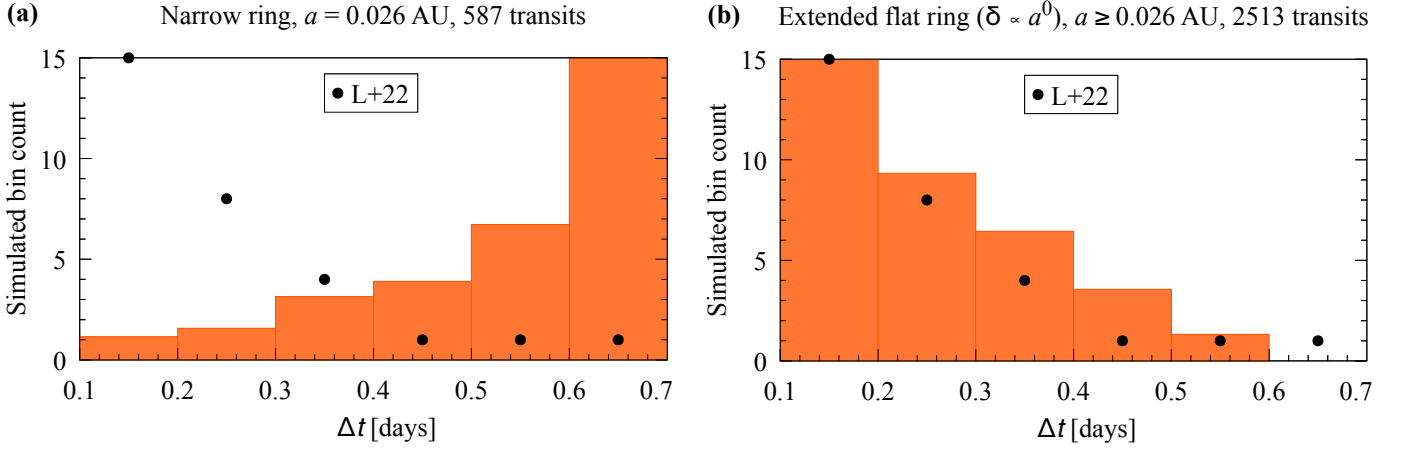 (a) Narrow ring, a = 0.026 AU, 587 transits
Simulated bin count
15
10
5
0
L+22
0.1 0.2 0.3 0.4 0.5 0.6 0.7
Δt [days]
(b) Extended flat ring (δ ∝ a⁰), a ≥ 0.026 AU, 2513 transits
Simulated bin count
15
10
5
0
L+22
0.1 0.2 0.3 0.4 0.5 0.6 0.7
Δt [days]